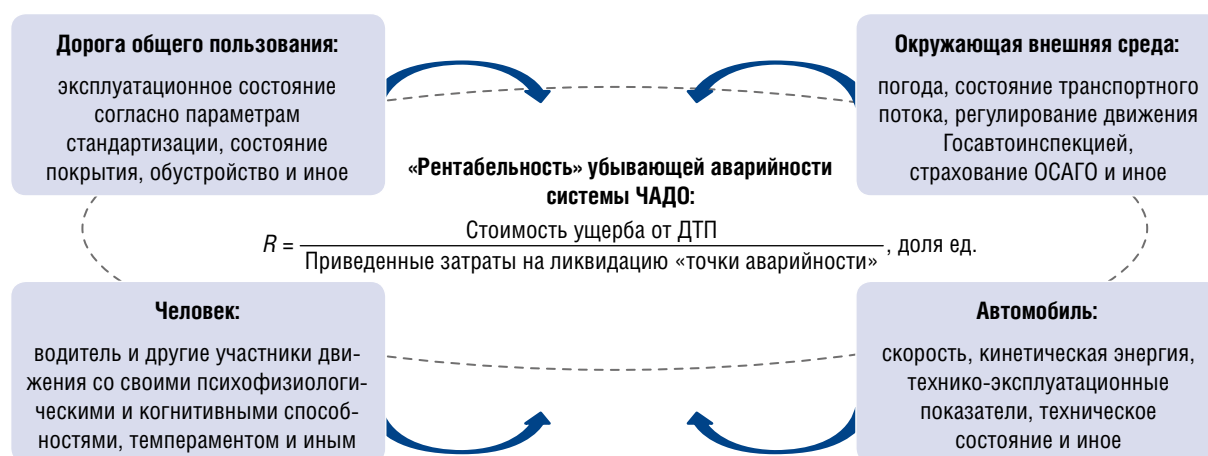 Дорога общего пользования:
эксплуатационное состояние
согласно параметрам
стандартизации, состояние
покрытия, обустройство и иное
Окружающая внешняя среда:
погода, состояние транспортного
потока, регулирование движения
Госавтоинспекцией,
страхование ОСАГО и иное
«Рентабельность» убывающей аварийности
системы ЧАДО:
R = Стоимость ущерба от ДТП
Приведенные затраты на ликвидацию «точки аварийности» , доля ед.
Человек:
водитель и другие участники дви-
жения со своими психофизиологи-
ческими и когнитивными способ-
ностями, темпераментом и иным
Автомобиль:
скорость, кинетическая энергия,
технико-эксплуатационные
показатели, техническое
состояние и иное